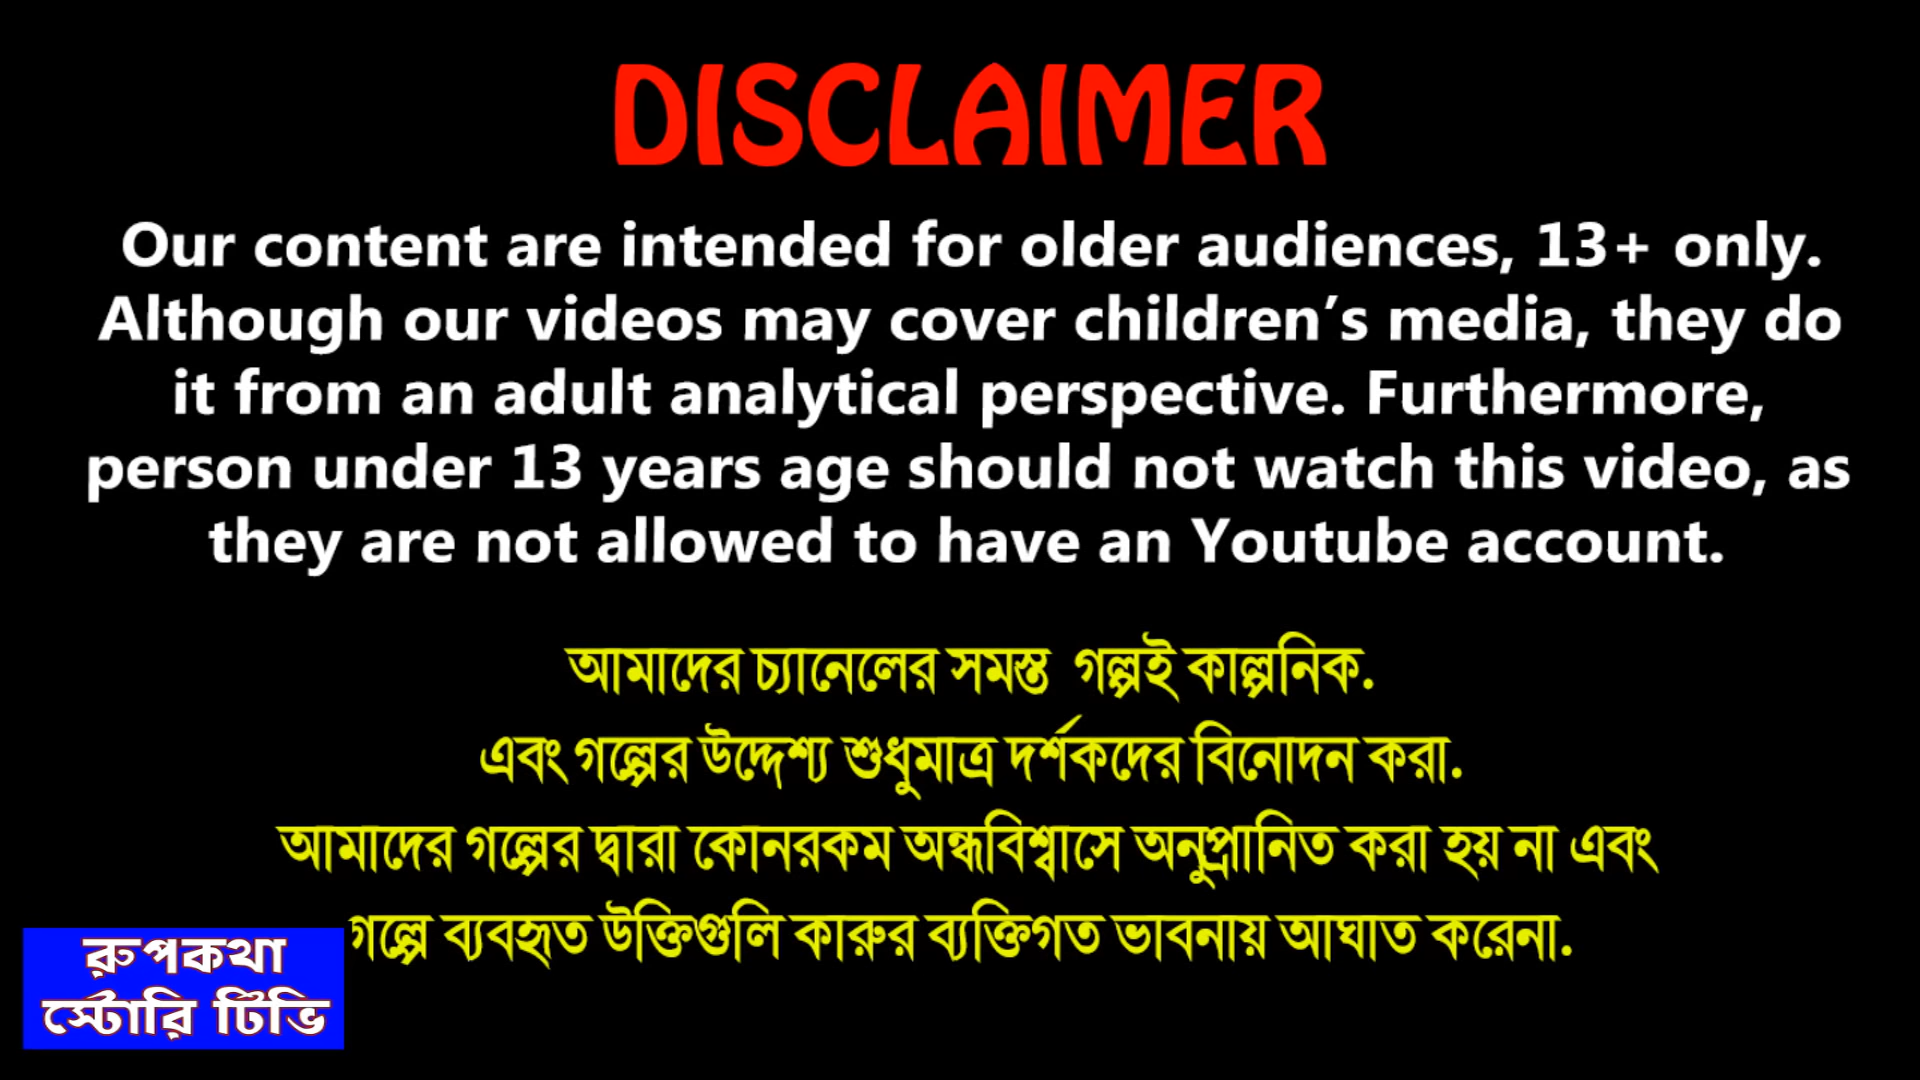 DISCLAIMER
Our content are intended for older audiences, 13+ only.
Although our videos may cover children’s media, they do
it from an adult analytical perspective. Furthermore,
person under 13 years age should not watch this video, as
they are not allowed to have an Youtube account.
আমাদের চ্যানেলের সমস্ত গল্পই কাল্পনিক.
এবং গল্পের উদ্দেশ্য শুধুমাত্র দর্শকদের বিনোদন করা.
আমাদের গল্পের দ্বারা কোনরকম অন্ধবিশ্বাসে অনুপ্রানিত করা হয় না এবং
গল্পে ব্যবহৃত উক্তিগুলি কারুর ব্যক্তিগত ভাবনায় আঘাত করেনা.
রুপকথা
স্টোরি টিভি